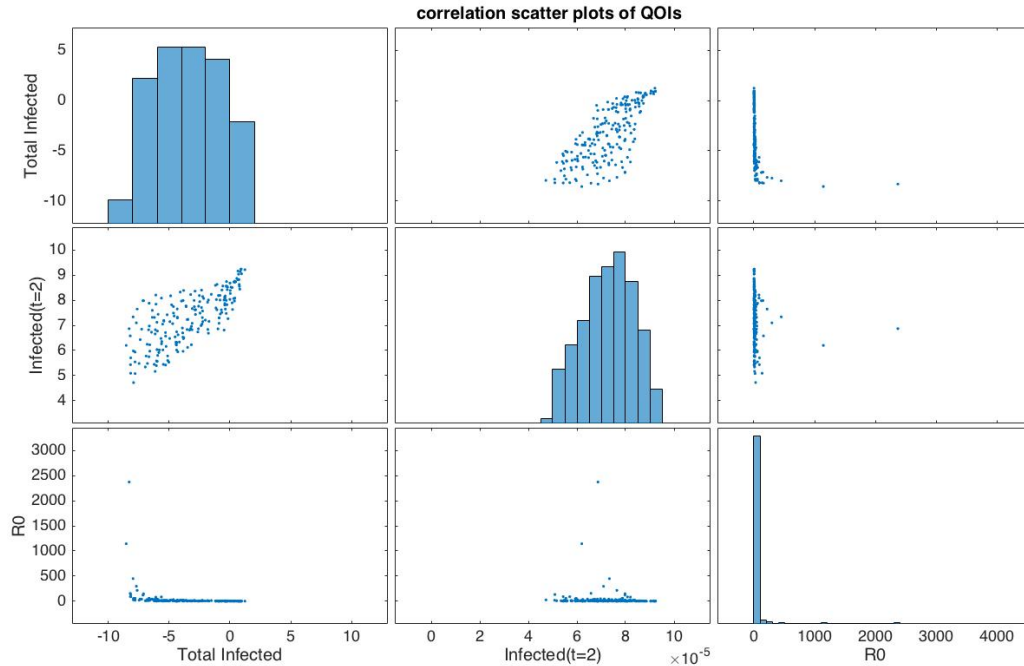 correlation scatter plots of QOIs
Total Infected
5
0
-5
-10
Infected(t=2)
10
9
8
7
6
5
4
R0
3000
2500
2000
1500
1000
500
0
-10 -5 0 5 10
Total Infected
0 2 4 6 8 10
×10-5
Infected(t=2)
0 1000 2000 3000 4000
R0